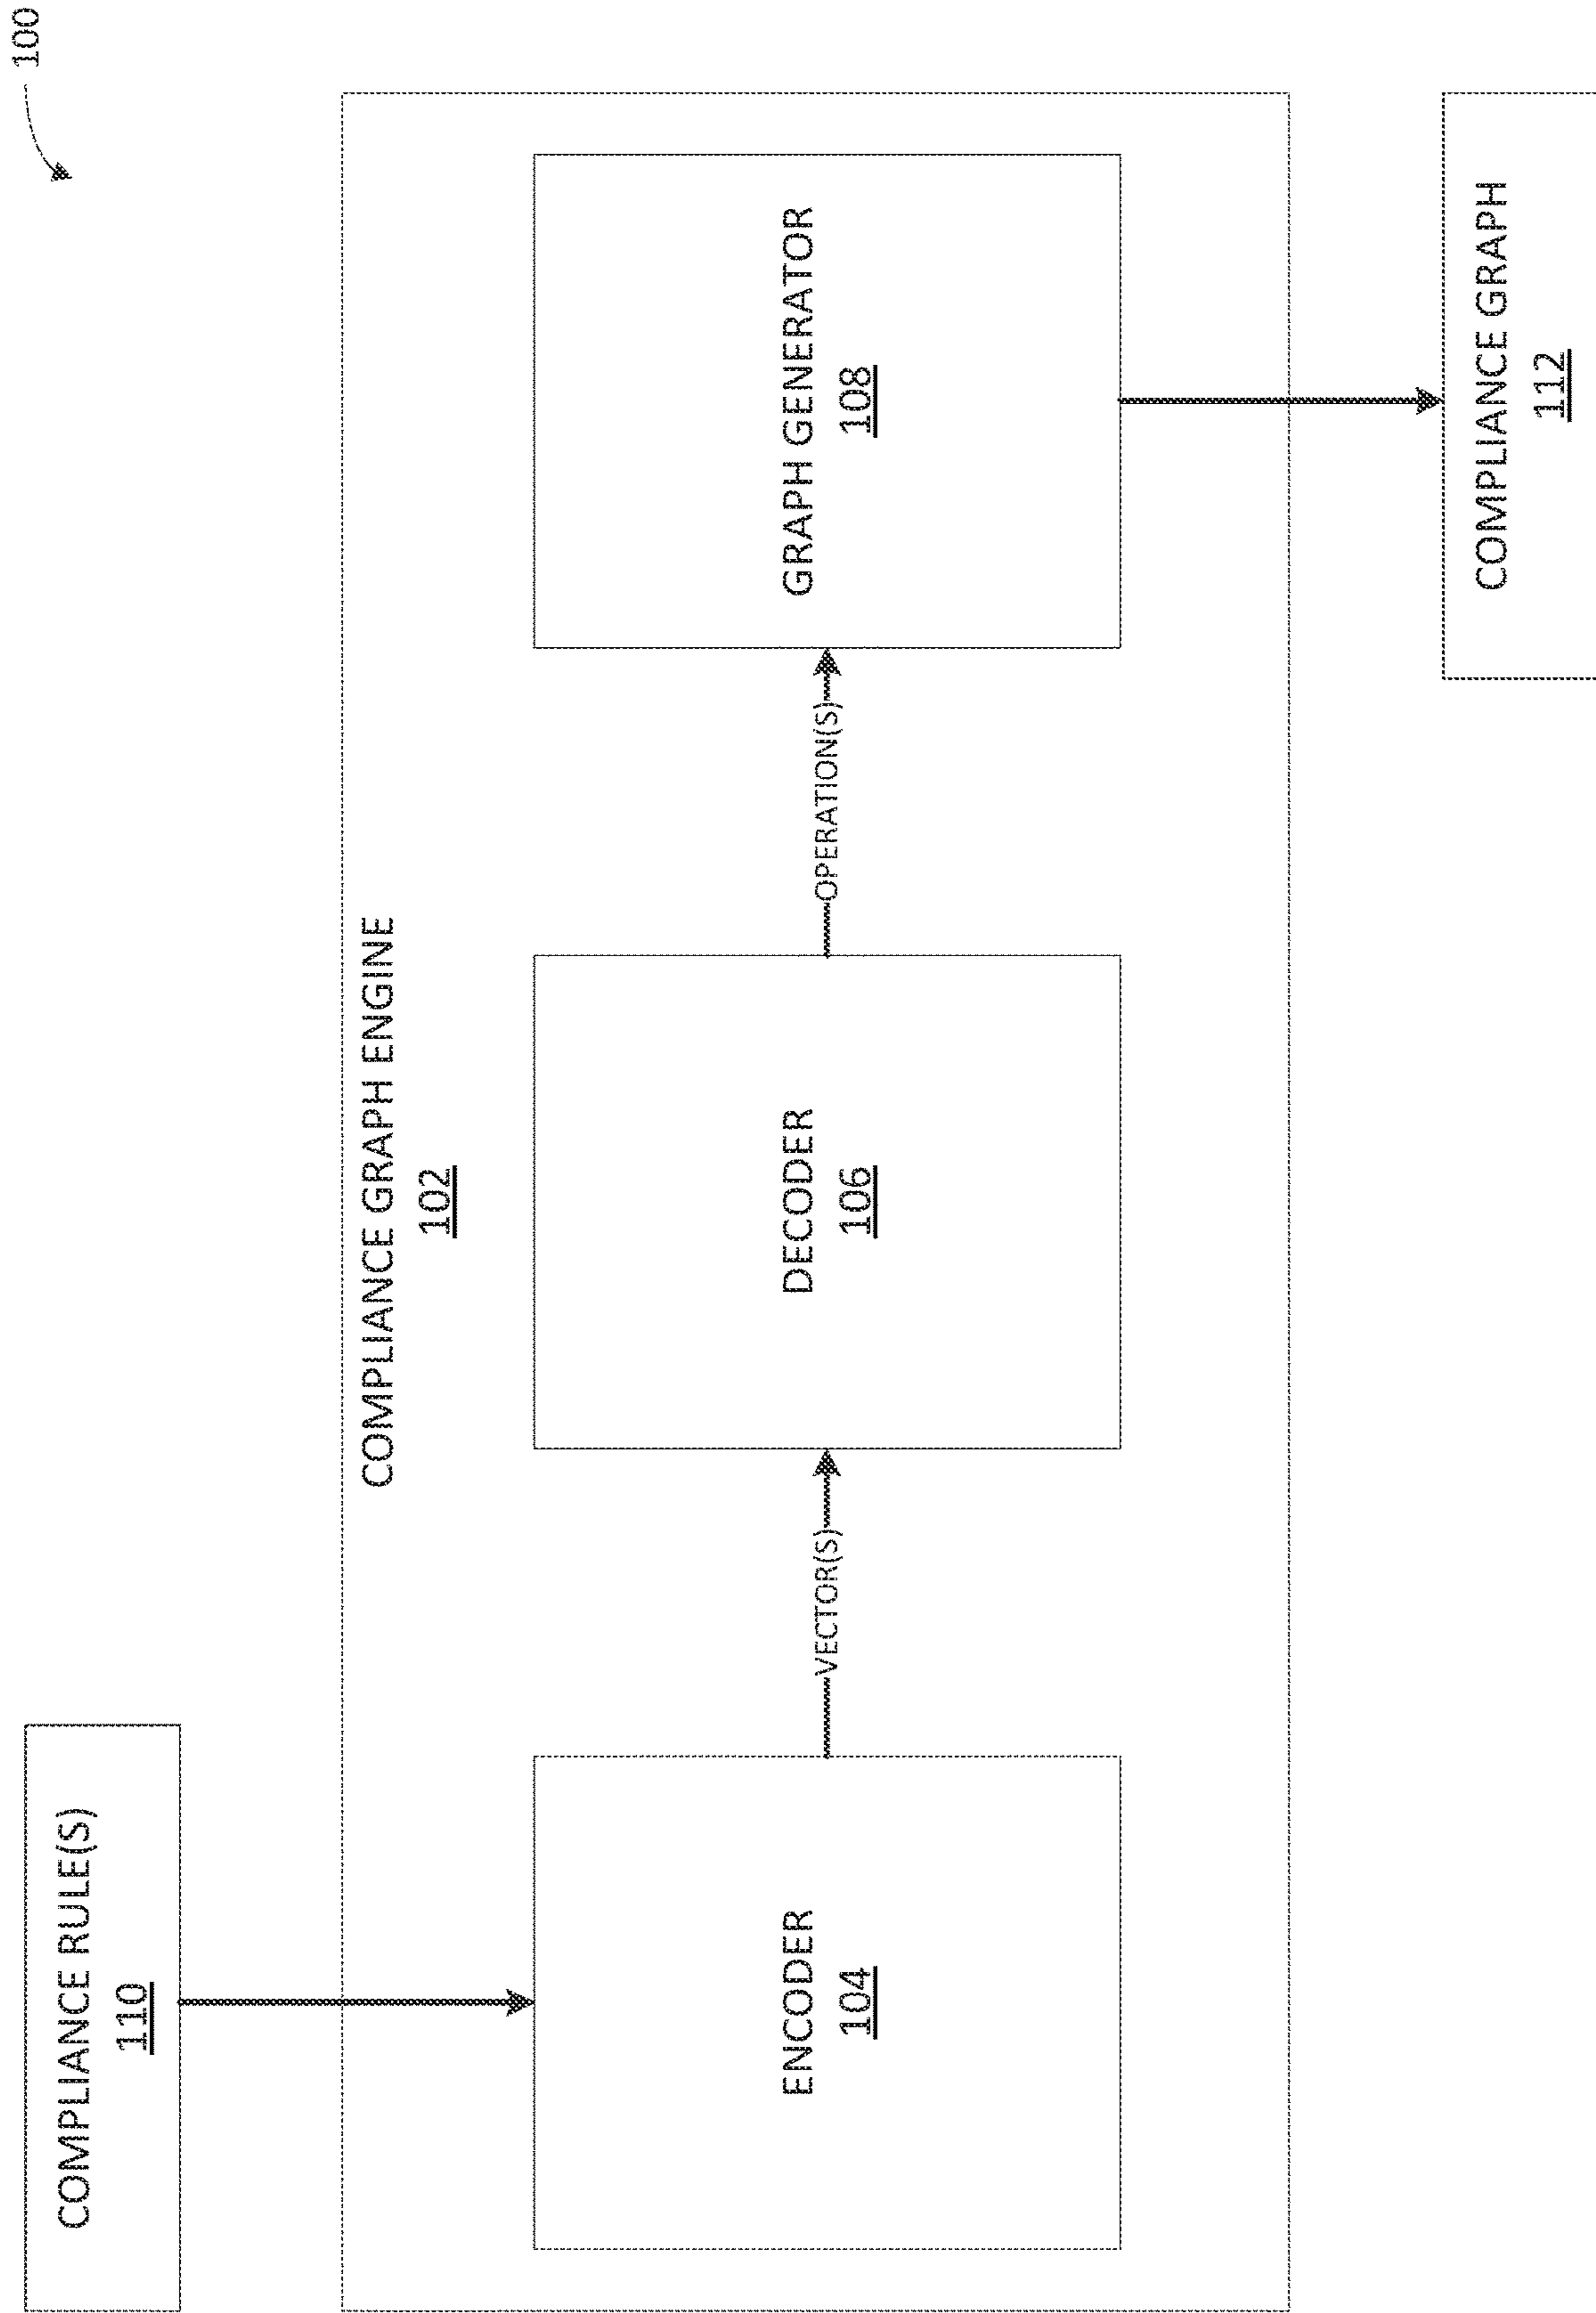 100
COMPLIANCE RULE(S)
110
COMPLIANCE GRAPH ENGINE
102
ENCODER
104
VECTOR(S)
DECODER
106
OPERATION(S)
GRAPH GENERATOR
108
COMPLIANCE GRAPH
112